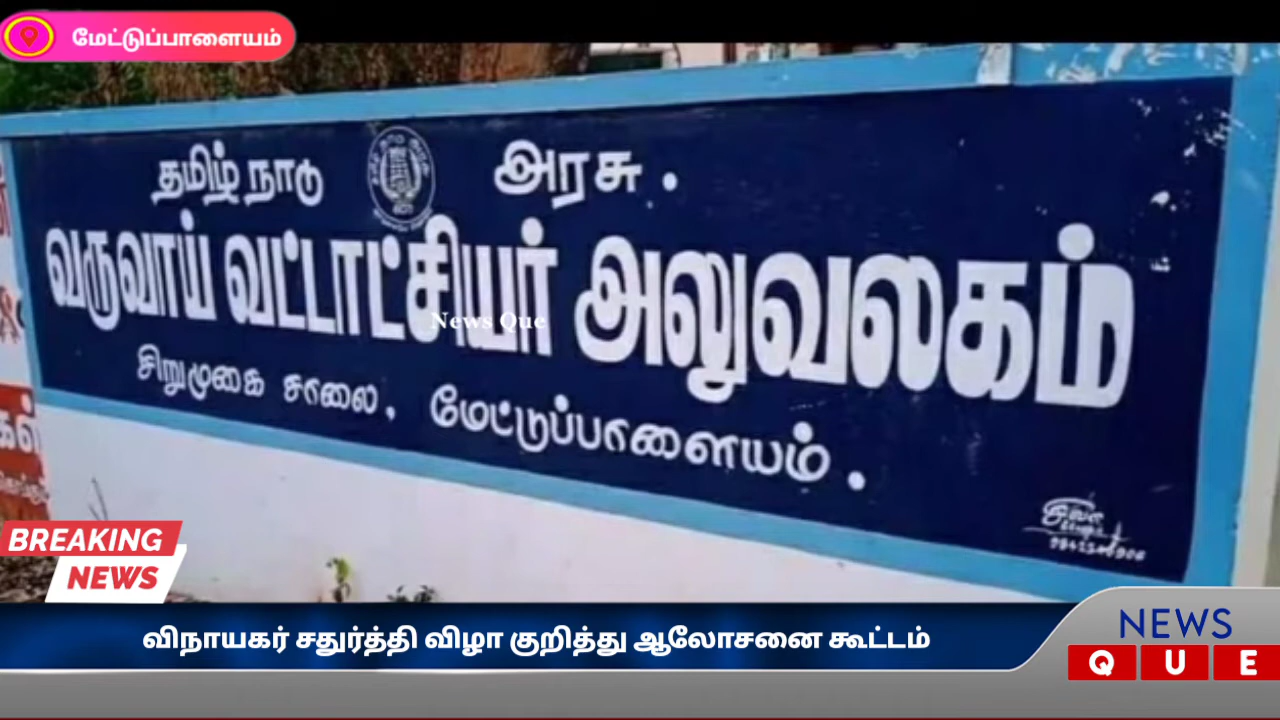 மேட்டுப்பாளையம்
தமிழ் நாடு அரசு .
வருவாய் வட்டாட்சியர் அலுவலகம்
News Que
சிறுமுகை சாலை, மேட்டுப்பாளையம் .
BREAKING
NEWS
விநாயகர் சதுர்த்தி விழா குறித்து ஆலோசனை கூட்டம்
NEWS
QUE